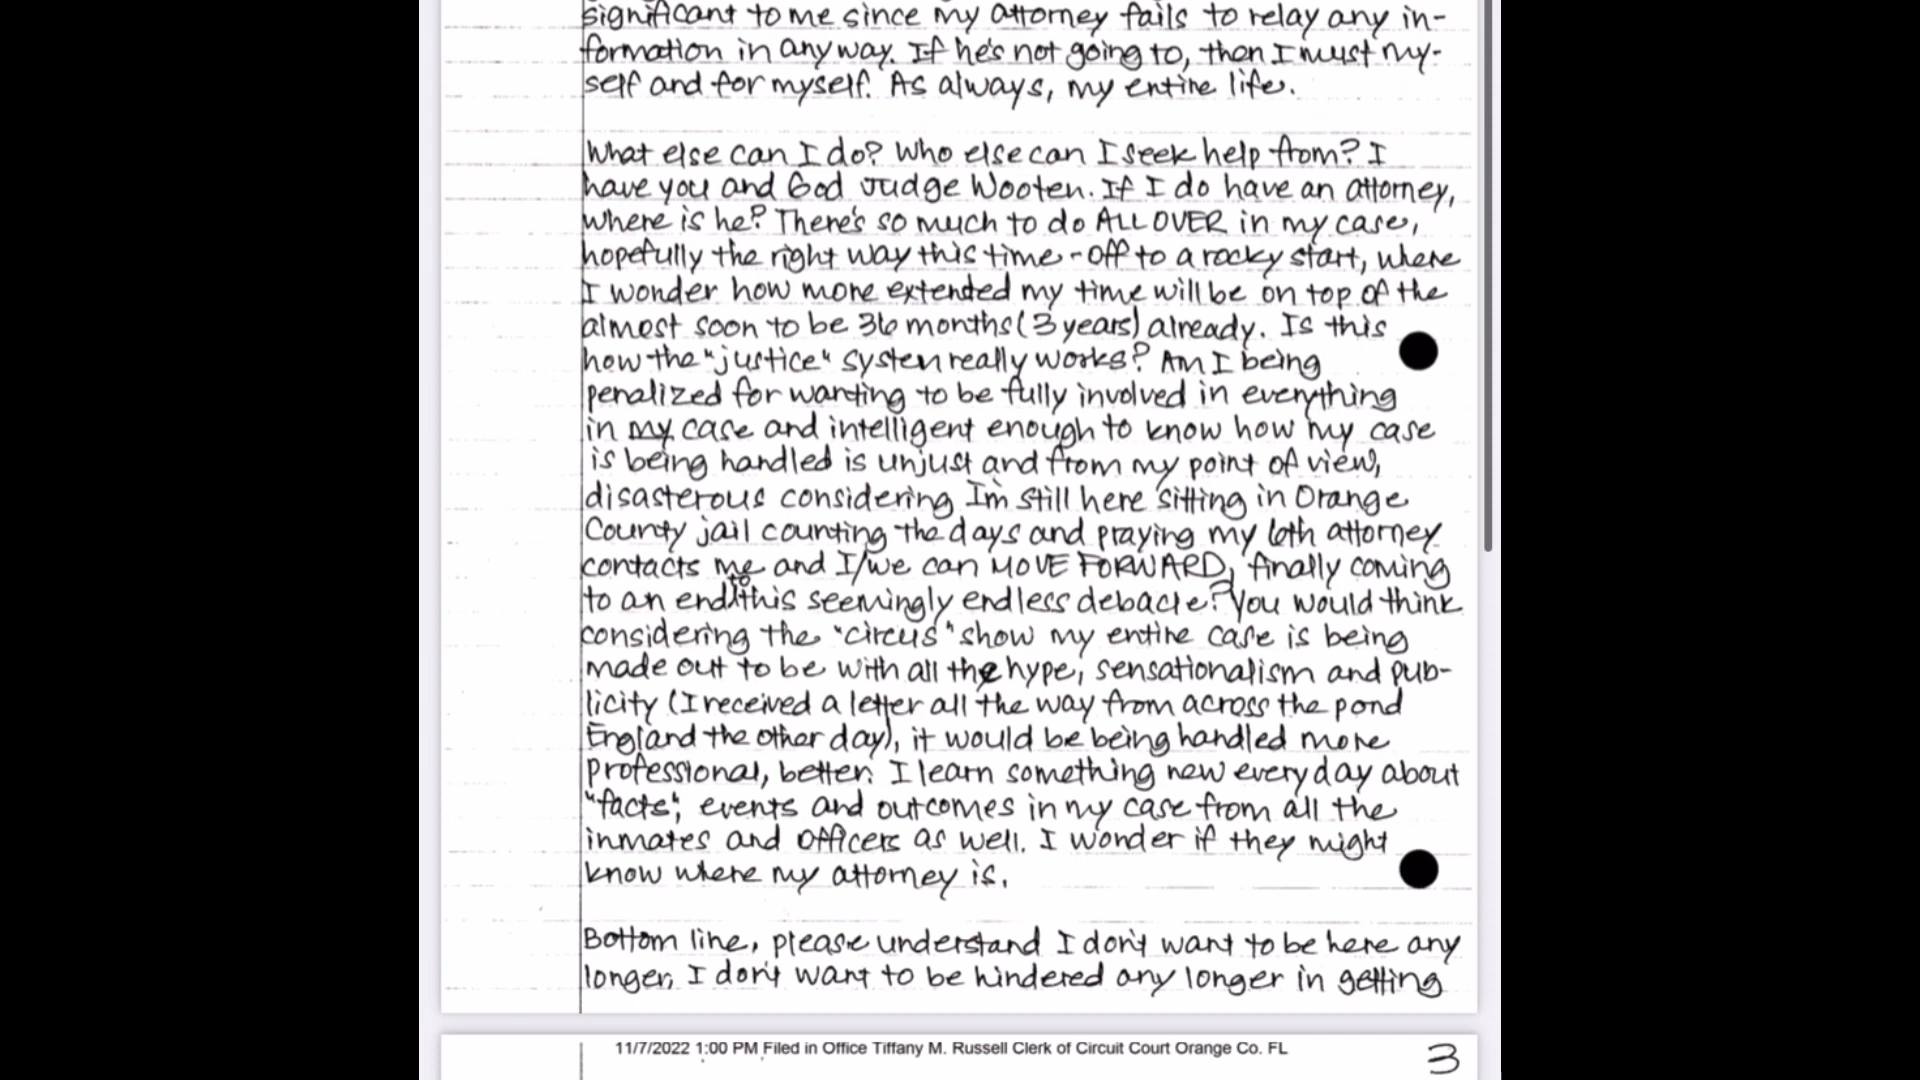 significant to me since my attorney fails to relay any in-
formation in any way. If he's not going to, then I must my-
self and for myself. As always, my entire life.
What else can I do? Who else can I seek help from? I
have you and God Judge Wooten. If I do have an attorney,
where is he? There's so much to do ALL OVER in my case,
hopefully the right way this time - off to a rocky start, where
I wonder how more extended my time will be on top of the
almost soon to be 36 months (3 years) already. Is this
how the "justice" systen really works? Am I being
penalized for wanting to be fully involved in everything
in my case and intelligent enough to know how my case
is being handled is unjust and from my point of view,
disasterous considering I'm still here sitting in Orange
County jail counting the days and praying my 6th attorney
contacts me and I/we can MOVE FORWARD, finally coming
to an end to this seemingly endless debacle? You would think
considering the "circus" show my entire case is being
made out to be with all the hype, sensationalism and pub-
licity (I received a letter all the way from across the pond
England the other day), it would be being handled more
professional, better. I learn something new every day about
"facts", events and outcomes in my case from all the
inmates and officers as well. I wonder if they might
know where my attorney is.
Bottom line, please understand I don't want to be here any
longer, I don't want to be hindered any longer in getting
11/7/2022 1:00 PM Filed in Office Tiffany M. Russell Clerk of Circuit Court Orange Co. FL
3